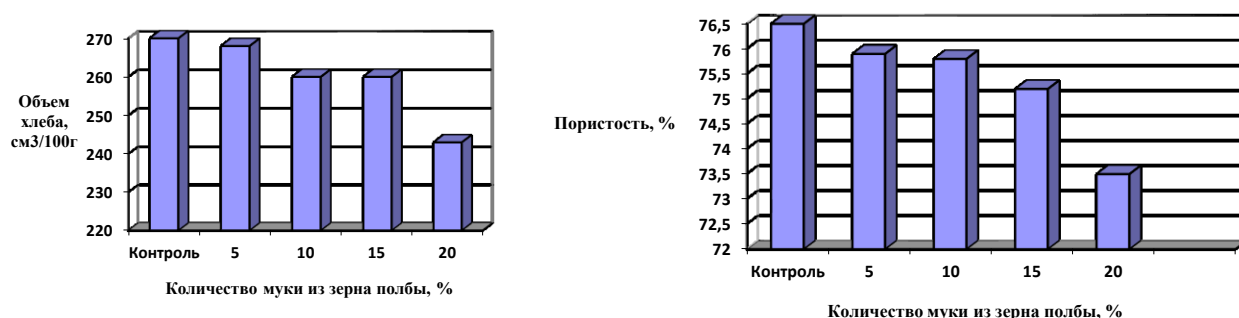 270
260
250
240
230
220
Объем
хлеба,
см3/100г
Контроль 5 10 15 20
Количество муки из зерна полбы, %
76,5
76
75,5
75
74,5
74
73,5
73
72,5
72
Пористость, %
Контроль 5 10 15 20
Количество муки из зерна полбы, %